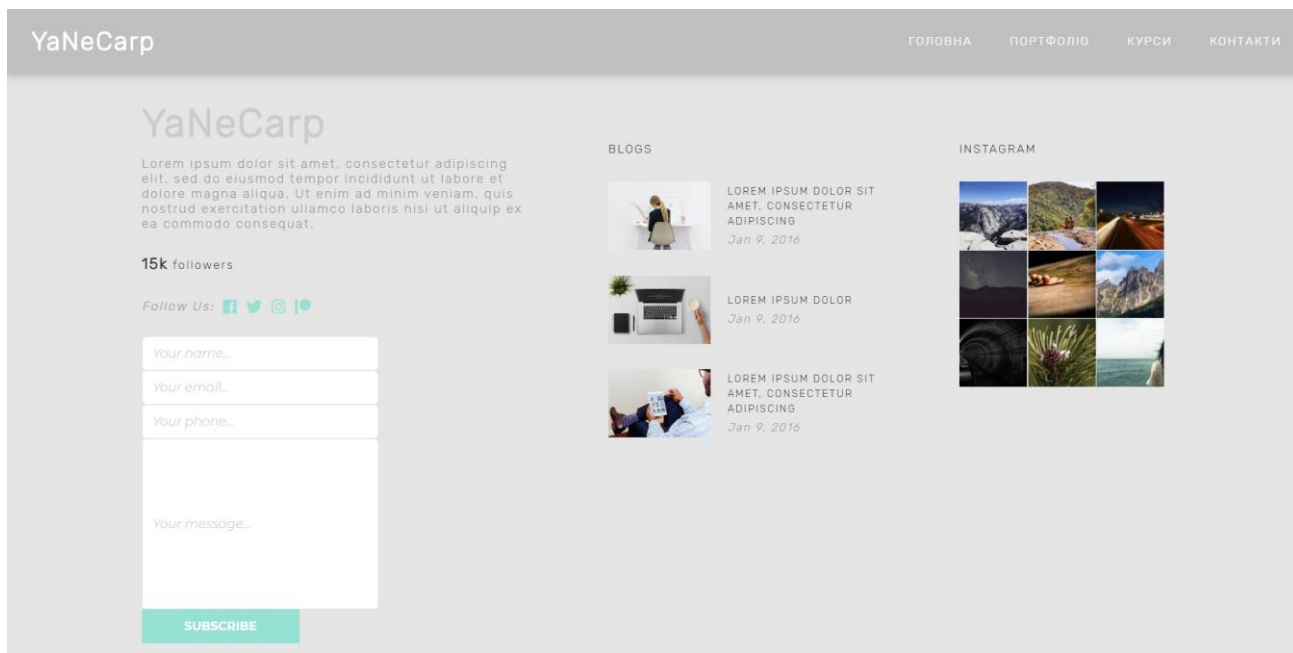 YaNeCarp
ГОЛОВНА
ПОРТФОЛІО
КУРСИ
КОНТАКТИ
YaNeCarp
Lorem ipsum dolor sit amet, consectetur adipiscing
elit, sed do eiusmod tempor incididunt ut labore et
dolore magna aliqua. Ut enim ad minim veniam, quis
nostrud exercitation ullamco laboris nisi ut aliquip ex
ea commodo consequat.
15k followers
Follow Us:
Your name...
Your email...
Your phone...
Your message...
SUBSCRIBE
BLOGS
LOREM IPSUM DOLOR SIT
AMET, CONSECTETUR
ADIPISCING
Jan 9, 2016
LOREM IPSUM DOLOR
Jan 9, 2016
LOREM IPSUM DOLOR SIT
AMET, CONSECTETUR
ADIPISCING
Jan 9, 2016
INSTAGRAM